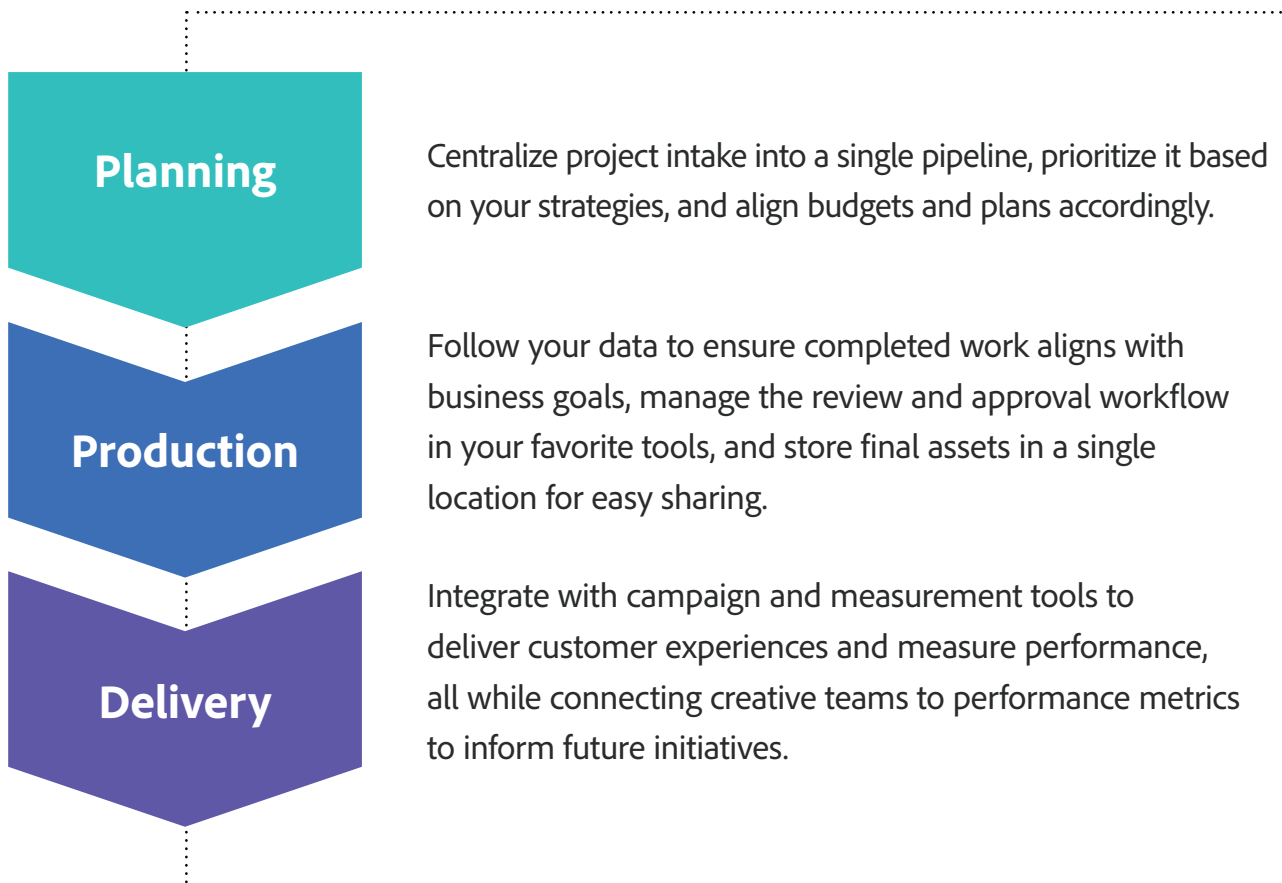 Planning
Centralize project intake into a single pipeline, prioritize it based
on your strategies, and align budgets and plans accordingly.
Production
Follow your data to ensure completed work aligns with
business goals, manage the review and approval workflow
in your favorite tools, and store final assets in a single
location for easy sharing.
Delivery
Integrate with campaign and measurement tools to
deliver customer experiences and measure performance,
all while connecting creative teams to performance metrics
to inform future initiatives.